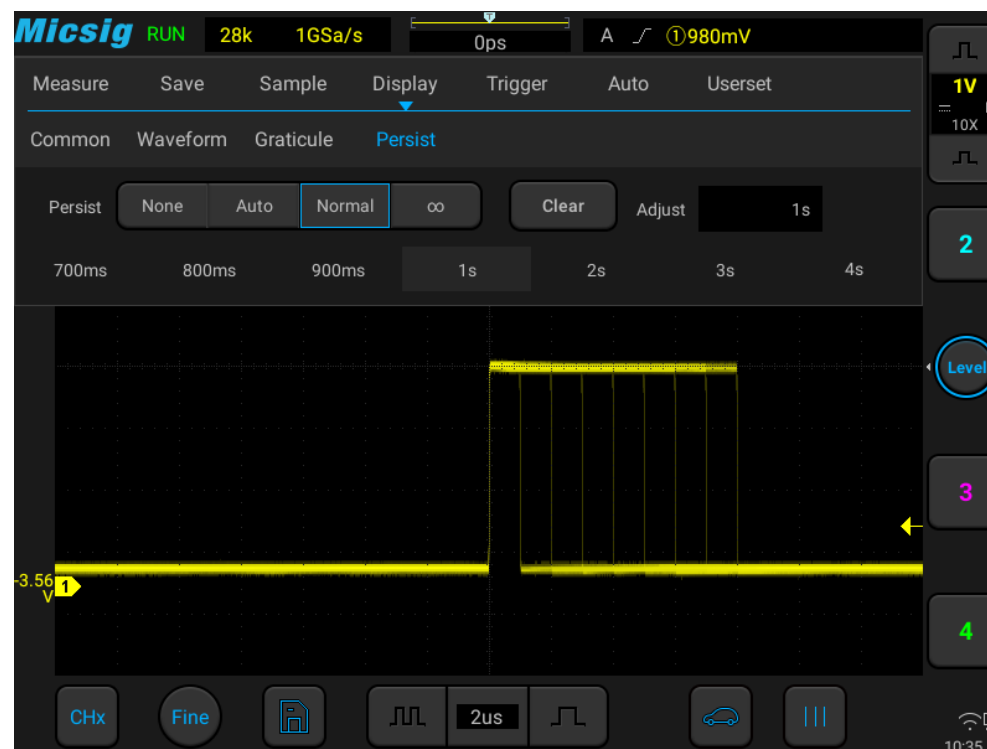 Micsig RUN 28k 1GSa/s T 0ps A ①980mV
Measure Save Sample Display Trigger Auto Userset
1V
10X
Common Waveform Graticule Persist
Persist None Auto Normal ∞ Clear Adjust 1s
2
700ms 800ms 900ms 1s 2s 3s 4s
Level
3
-3.56
V
1
4
CHx Fine 2us
10:35